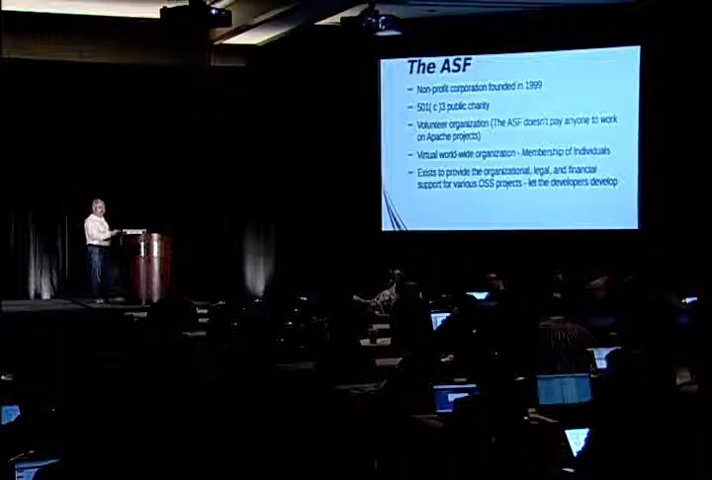 The ASF
– Non-profit corporation founded in 1999
– 501( c )3 public charity
– Volunteer organization (The ASF doesn't pay anyone to work
on Apache projects)
– Virtual world-wide organization - Membership of Individuals
– Exists to provide the organizational, legal, and financial
support for various OSS projects - let the developers develop